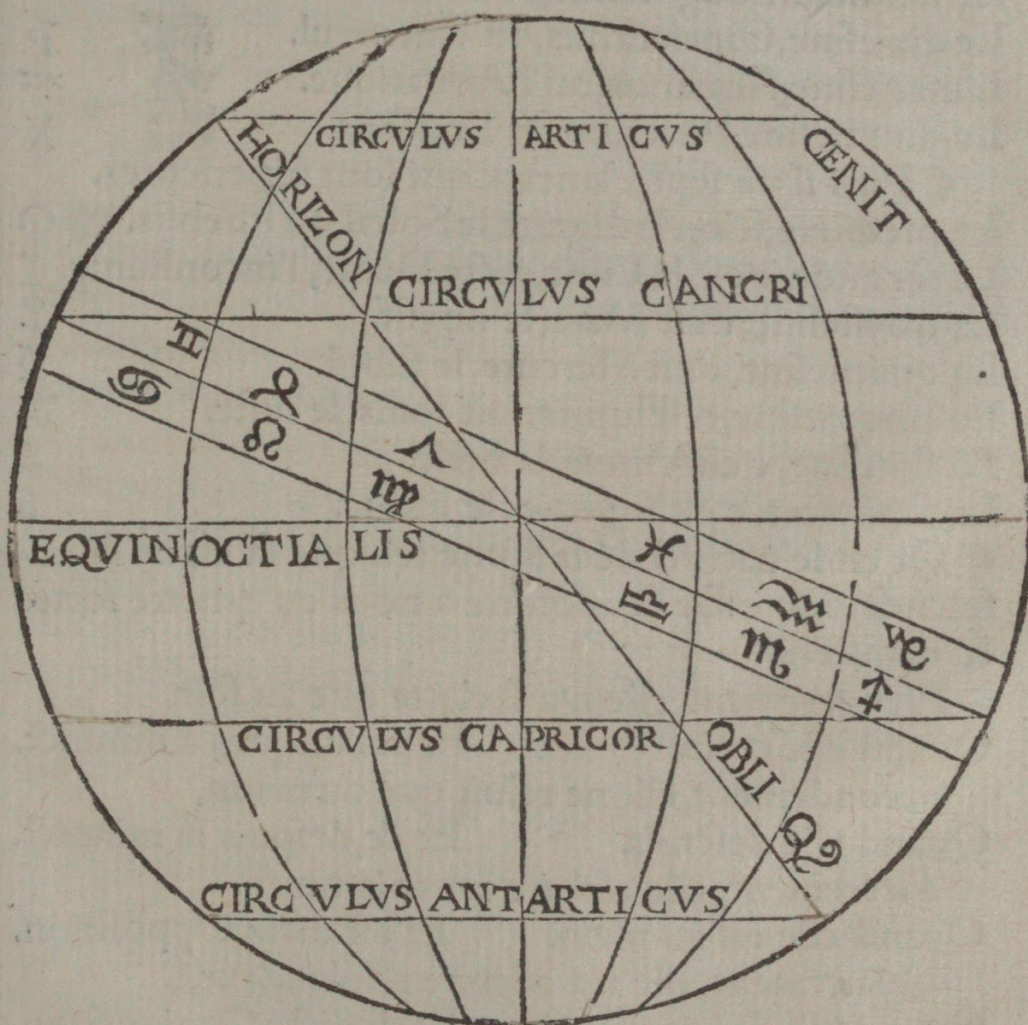 CIRCVLVS ARTICVS
CENIT
HORIZON
CIRCVLVS CANCRI
♊ ♉ ♈
♋ ♌ ♍
EQVINOCTIALIS
♓ ♒ ♑
♎ ♏ ♐
CIRCVLVS CAPRICOR
OBLIQ
CIRCVLVS ANTARTICVS